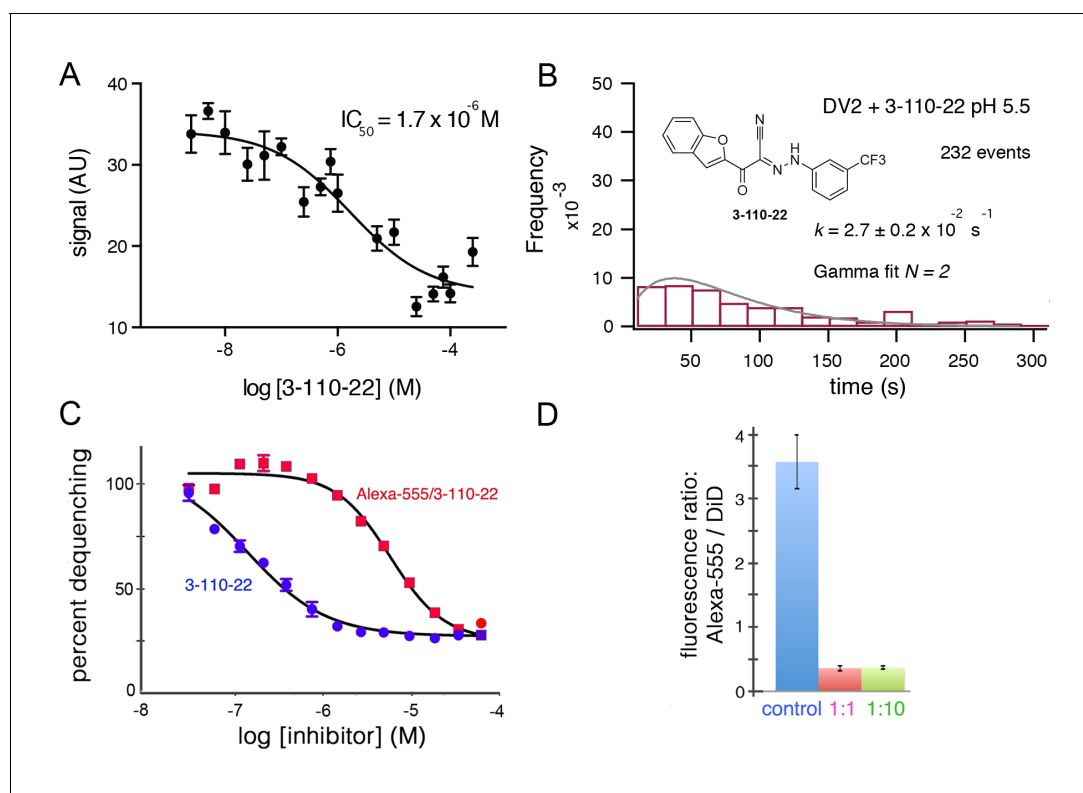 A
signal (AU)
40
30
20
10
IC50 = 1.7 x 10-6 M
-8
-6
-4
log [3-110-22] (M)
B
Frequency
x10-3
50
40
30
20
10
0
DV2 + 3-110-22 pH 5.5
232 events
N
O
O
N
H
N
CF3
3-110-22
k = 2.7 ± 0.2 x 10-2 s-1
Gamma fit N = 2
50
100
150
200
250
300
time (s)
C
percent dequenching
100
50
0
Alexa-555/3-110-22
3-110-22
-8
-7
-6
-5
-4
log [inhibitor] (M)
D
fluorescence ratio:
Alexa-555 / DiD
4
3
2
1
0
control 1:1 1:10